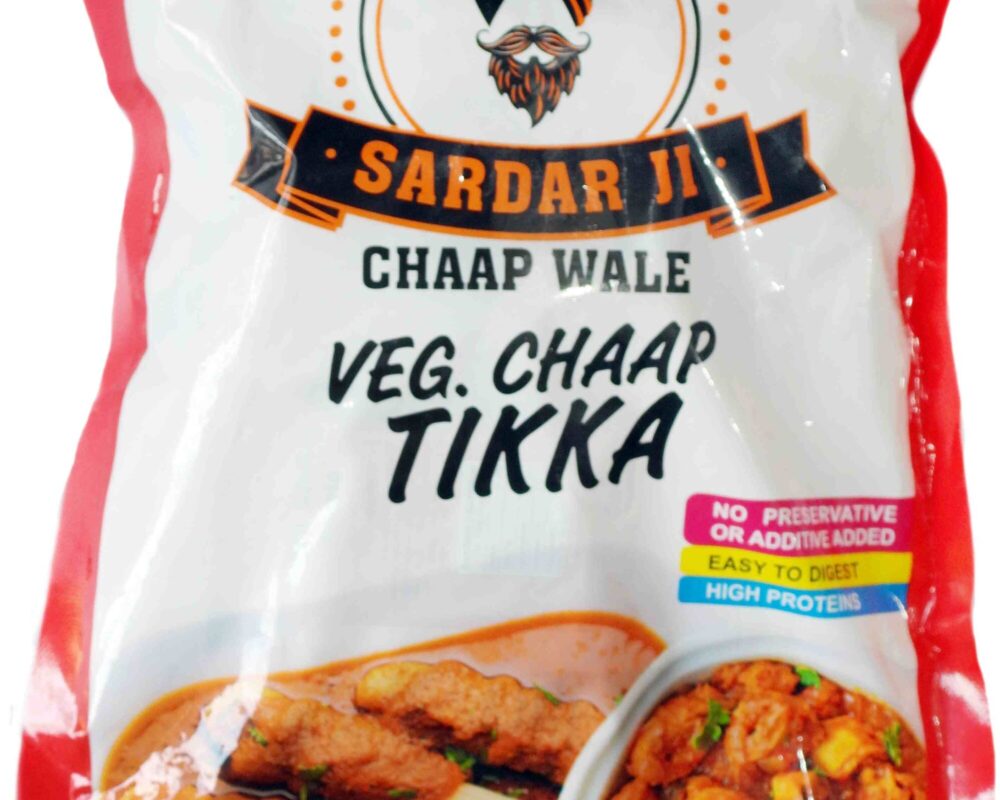 SARDAR JI
CHAAP WALE
VEG. CHAAP
TIKKA
NO PRESERVATIVE
OR ADDITIVE ADDED
EASY TO DIGEST
HIGH PROTEINS